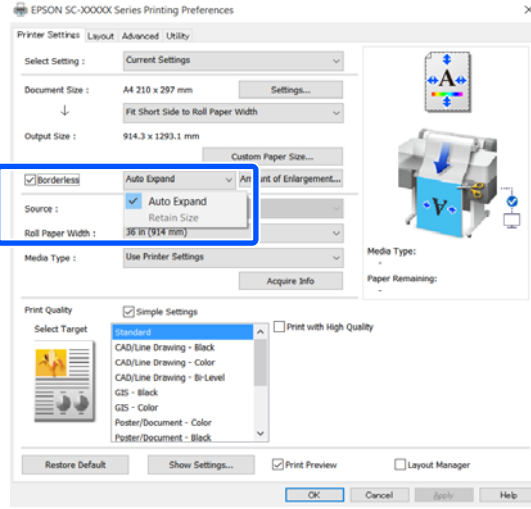 EPSON SC-XXXXX Series Printing Preferences
Printer Settings Layout Advanced Utility
Select Setting : Current Settings
Document Size : A4 210 x 297 mm Settings...
Fit Short Side to Roll Paper Width
Output Size : 914.3 x 1293.1 mm
Custom Paper Size...
Borderless Auto Expand Am nt of Enlargement...
Auto Expand
Source :
Retain Size
Roll Paper Width : 36 in (914 mm)
Media Type : Use Printer Settings
Acquire Info
A
Media Type:
-
Paper Remaining:
-
Print Quality Simple Settings
Select Target
Standard
CAD/Line Drawing - Black
CAD/Line Drawing - Color
CAD/Line Drawing - Bi-Level
GIS - Black
GIS - Color
Poster/Document - Color
Poster/Document - Black
Print with High Quality
Restore Default Show Settings... Print Preview Layout Manager
OK Cancel Apply Help